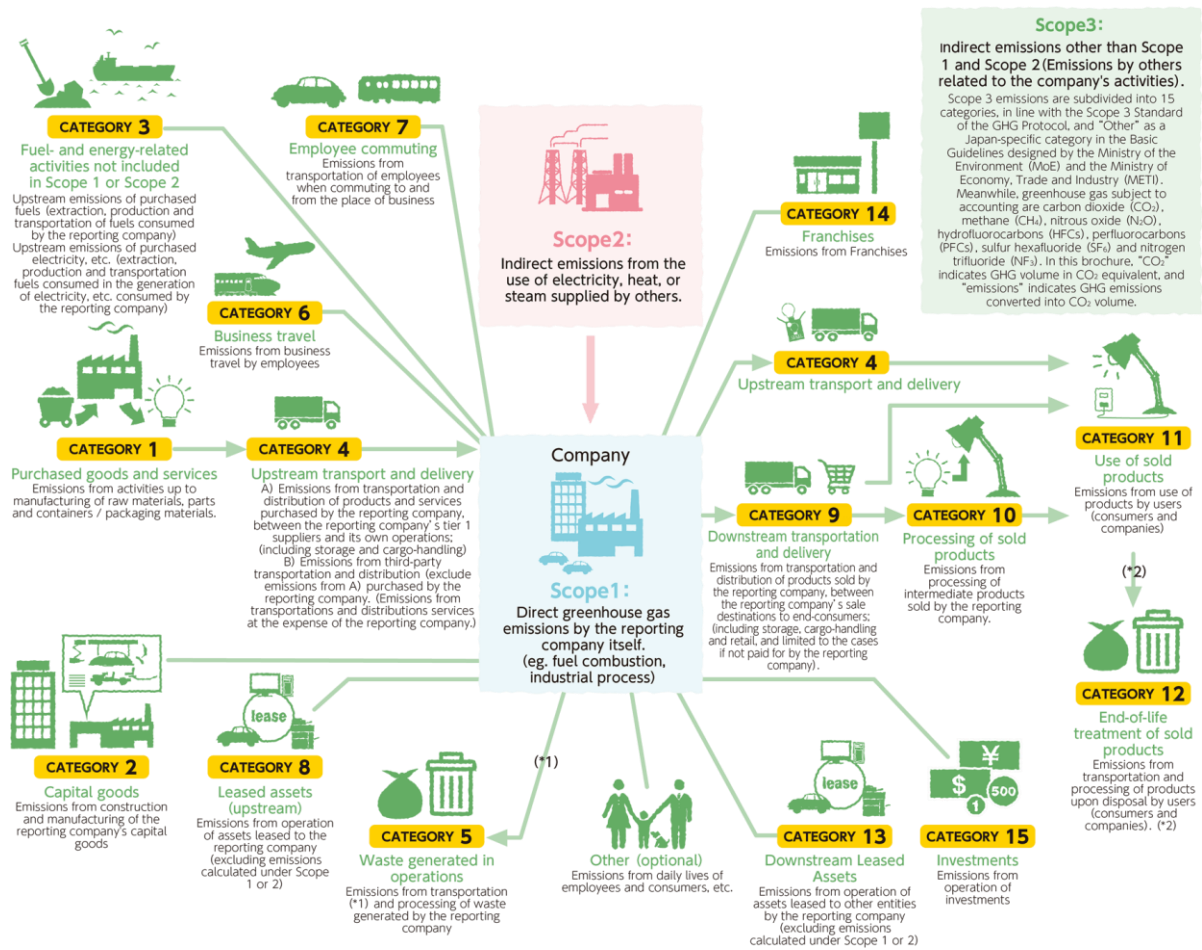 CATEGORY 3
Fuel- and energy-related
activities not included
in Scope 1 or Scope 2
Upstream emissions of purchased
fuels (extraction, production and
transportation of fuels consumed
by the reporting company)
Upstream emissions of purchased
electricity, etc. (extraction,
production and transportation
fuels consumed in the generation
of electricity, etc. consumed by
the reporting company)
CATEGORY 7
Employee commuting
Emissions from
transportation of employees
when commuting to and
from the place of business
CATEGORY 6
Business travel
Emissions from business
travel by employees
Scope2:
Indirect emissions from the
use of electricity, heat, or
steam supplied by others.
CATEGORY 14
Franchises
Emissions from Franchises
Scope3:
Indirect emissions other than Scope
1 and Scope 2(Emissions by others
related to the company's activities).
Scope 3 emissions are subdivided into 15
categories, in line with the Scope 3 Standard
of the GHG Protocol, and “Other” as a
Japan-specific category in the Basic
Guidelines designed by the Ministry of the
Environment (MoE) and the Ministry of
Economy, Trade and Industry (METI).
Meanwhile, greenhouse gas subject to
accounting are carbon dioxide (CO₂),
methane (CH₄), nitrous oxide (N₂O),
hydrofluorocarbons (HFCs), perfluorocarbons
(PFCs), sulfur hexafluoride (SF₆) and nitrogen
trifluoride (NF₃). In this brochure, “CO₂”
indicates GHG volume in CO₂ equivalent, and
“emissions” indicates GHG emissions
converted into CO₂ volume.
CATEGORY 1
Purchased goods and services
Emissions from activities up to
manufacturing of raw materials, parts
and containers / packaging materials.
CATEGORY 4
Upstream transport and delivery
A) Emissions from transportation and
distribution of products and services
purchased by the reporting company,
between the reporting company's tier 1
suppliers and its own operations;
(including storage and cargo-handling)
B) Emissions from third-party
transportation and distribution (exclude
emissions from A) purchased by the
reporting company. (Emissions from
transportations and distributions services
at the expense of the reporting company.)
Company
Scope1:
Direct greenhouse gas
emissions by the reporting
company itself.
(eg. fuel combustion,
industrial process)
CATEGORY 4
Upstream transport and delivery
CATEGORY 9
Downstream transportation
and delivery
Emissions from transportation and
distribution of products sold by
the reporting company, between
the reporting company's sale
destinations to end-consumers;
(including storage, cargo-handling
and retail, and limited to the cases
if not paid for by the reporting
company).
CATEGORY 10
Processing of sold
products
Emissions from
processing of
intermediate products
sold by the reporting
company.
CATEGORY 11
Use of sold
products
Emissions from use of
products by users
(consumers and
companies)
(*2)
CATEGORY 12
End-of-life
treatment of sold
products
Emissions from
transportation and
processing of products
upon disposal by users
(consumers and
companies). (*2)
CATEGORY 2
Capital goods
Emissions from construction
and manufacturing of the
reporting company's capital
goods
lease
CATEGORY 8
Leased assets
(upstream)
Emissions from operation
of assets leased to the
reporting company
(excluding emissions
calculated under Scope
1 or 2)
(*1)
CATEGORY 5
Waste generated in
operations
Emissions from transportation
(*1) and processing of waste
generated by the reporting
company
Other (optional)
Emissions from daily lives of
employees and consumers, etc.
lease
CATEGORY 13
Downstream Leased
Assets
Emissions from operation of
assets leased to other entities
by the reporting company
(excluding emissions
calculated under Scope 1 or 2)
¥
$
1
500
CATEGORY 15
Investments
Emissions from
operation of
investments